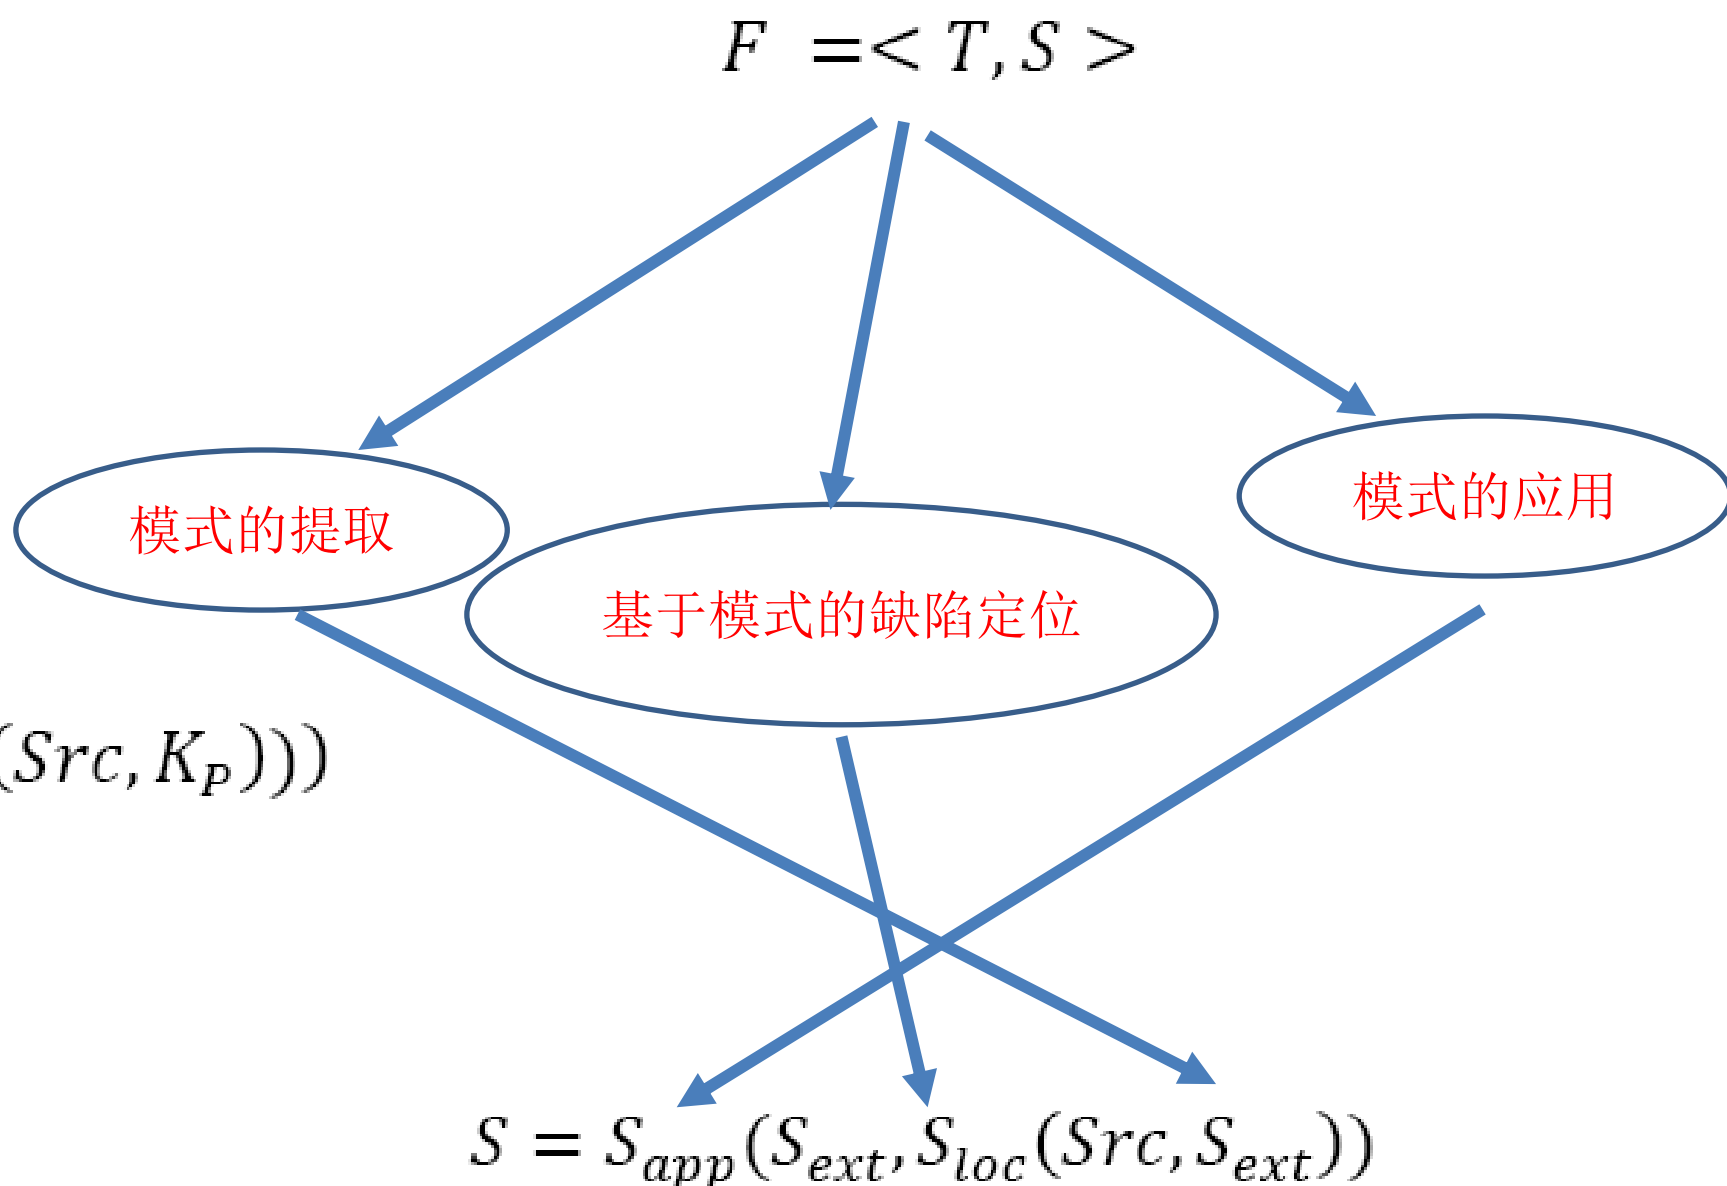 F =< T, S >
模式的应用
模式的提取
基于模式的缺陷定位
(Src, K_P)))
S = S_app(S_ext, S_loc(Src, S_ext))